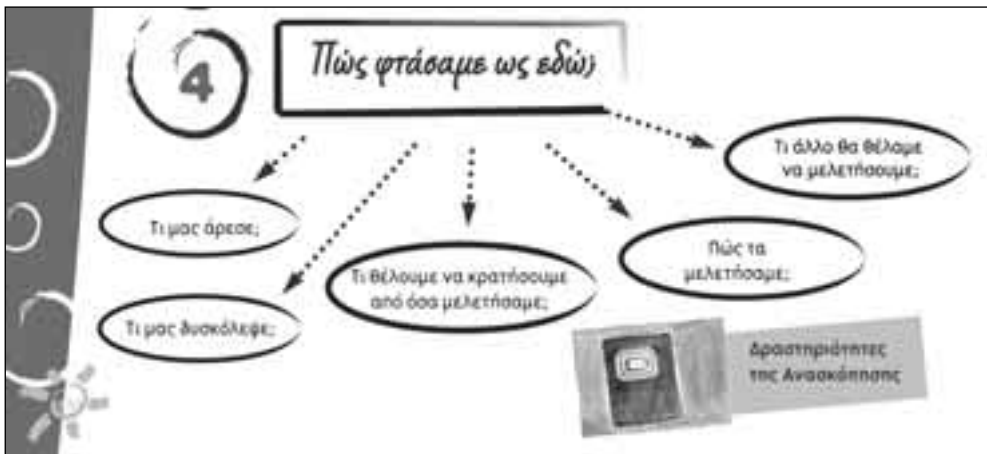 4
Πώς φτάσαμε ως εδώ;
Τι άλλο θα θέλαμε
να μελετήσουμε;
Τι μας άρεσε;
Πώς τα
μελετήσαμε;
Τι θέλουμε να κρατήσουμε
από όσα μελετήσαμε;
Τι μας δυσκόλεψε;
Δραστηριότητες
της Ανασκόπησης